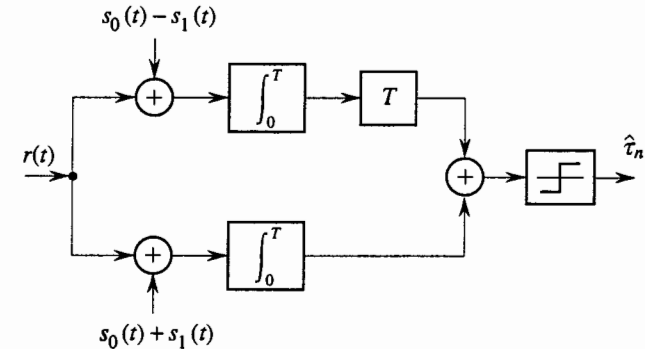 s₀(t) − s₁(t)
+
∫₀ᵀ
T
r(t)
+
τ̂ₙ
+
∫₀ᵀ
s₀(t) + s₁(t)